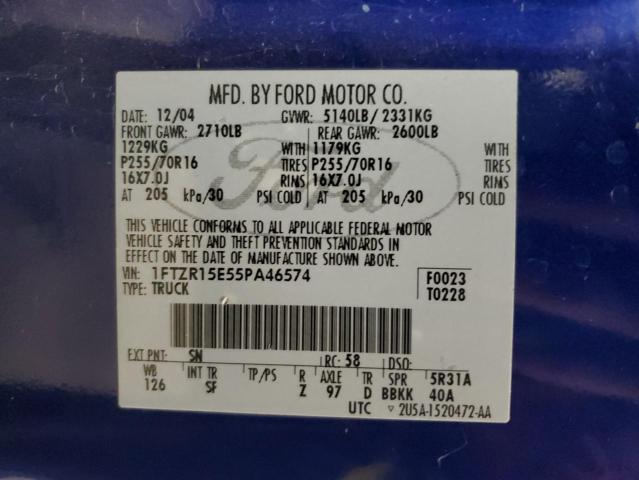 MFD. BY FORD MOTOR CO.
DATE: 12/04 GVWR: 5140LB/ 2331KG
FRONT GAWR: 2710LB REAR GAWR: 2600LB
1229KG WITH 1179KG WITH
P255/70R16 TIRES P255/70R16 TIRES
16X7.0J RIMS 16X7.0J RIMS
AT 205 kPa/30 PSI COLD AT 205 kPa/30 PSI COLD
Ford
THIS VEHICLE CONFORMS TO ALL APPLICABLE FEDERAL MOTOR
VEHICLE SAFETY AND THEFT PREVENTION STANDARDS IN
EFFECT ON THE DATE OF MANUFACTURE SHOWN ABOVE.
VIN: 1FTZR15E55PA46574 F0023
TYPE: TRUCK T0228
EXT PNT: SN RC: 58 DSO:
WB INT TR TP/PS R AXLE TR SPR 5R31A
126 SF Z 97 D BBKK 40A
UTC ▽ 2U5A-1520472-AA